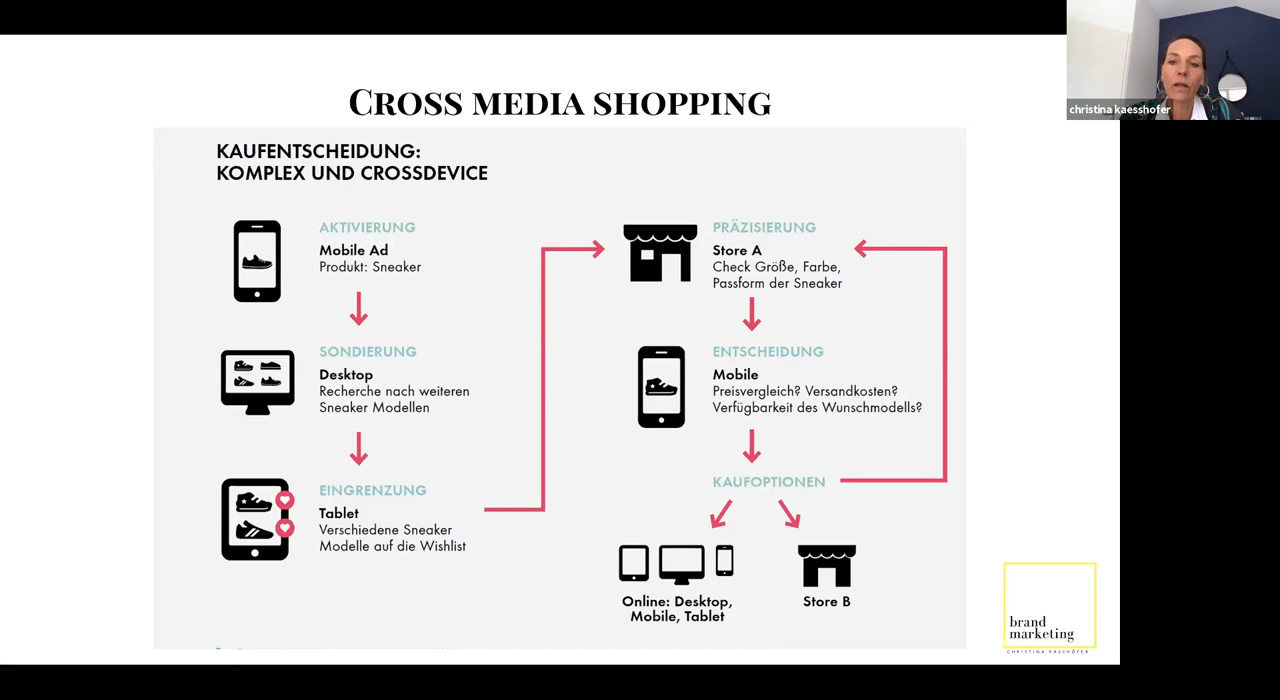 christina kaesshofer
CROSS MEDIA SHOPPING
KAUFENTSCHEIDUNG:
KOMPLEX UND CROSSDEVICE
AKTIVIERUNG
Mobile Ad
Produkt: Sneaker
SONDIERUNG
Desktop
Recherche nach weiteren
Sneaker Modellen
EINGRENZUNG
Tablet
Verschiedene Sneaker
Modelle auf die Wishlist
PRÄZISIERUNG
Store A
Check Größe, Farbe,
Passform der Sneaker
ENTSCHEIDUNG
Mobile
Preisvergleich? Versandkosten?
Verfügbarkeit des Wunschmodells?
KAUFOPTIONEN
Online: Desktop,
Mobile, Tablet
Store B
brand
marketing
CHRISTINA KÄSSHÖFER